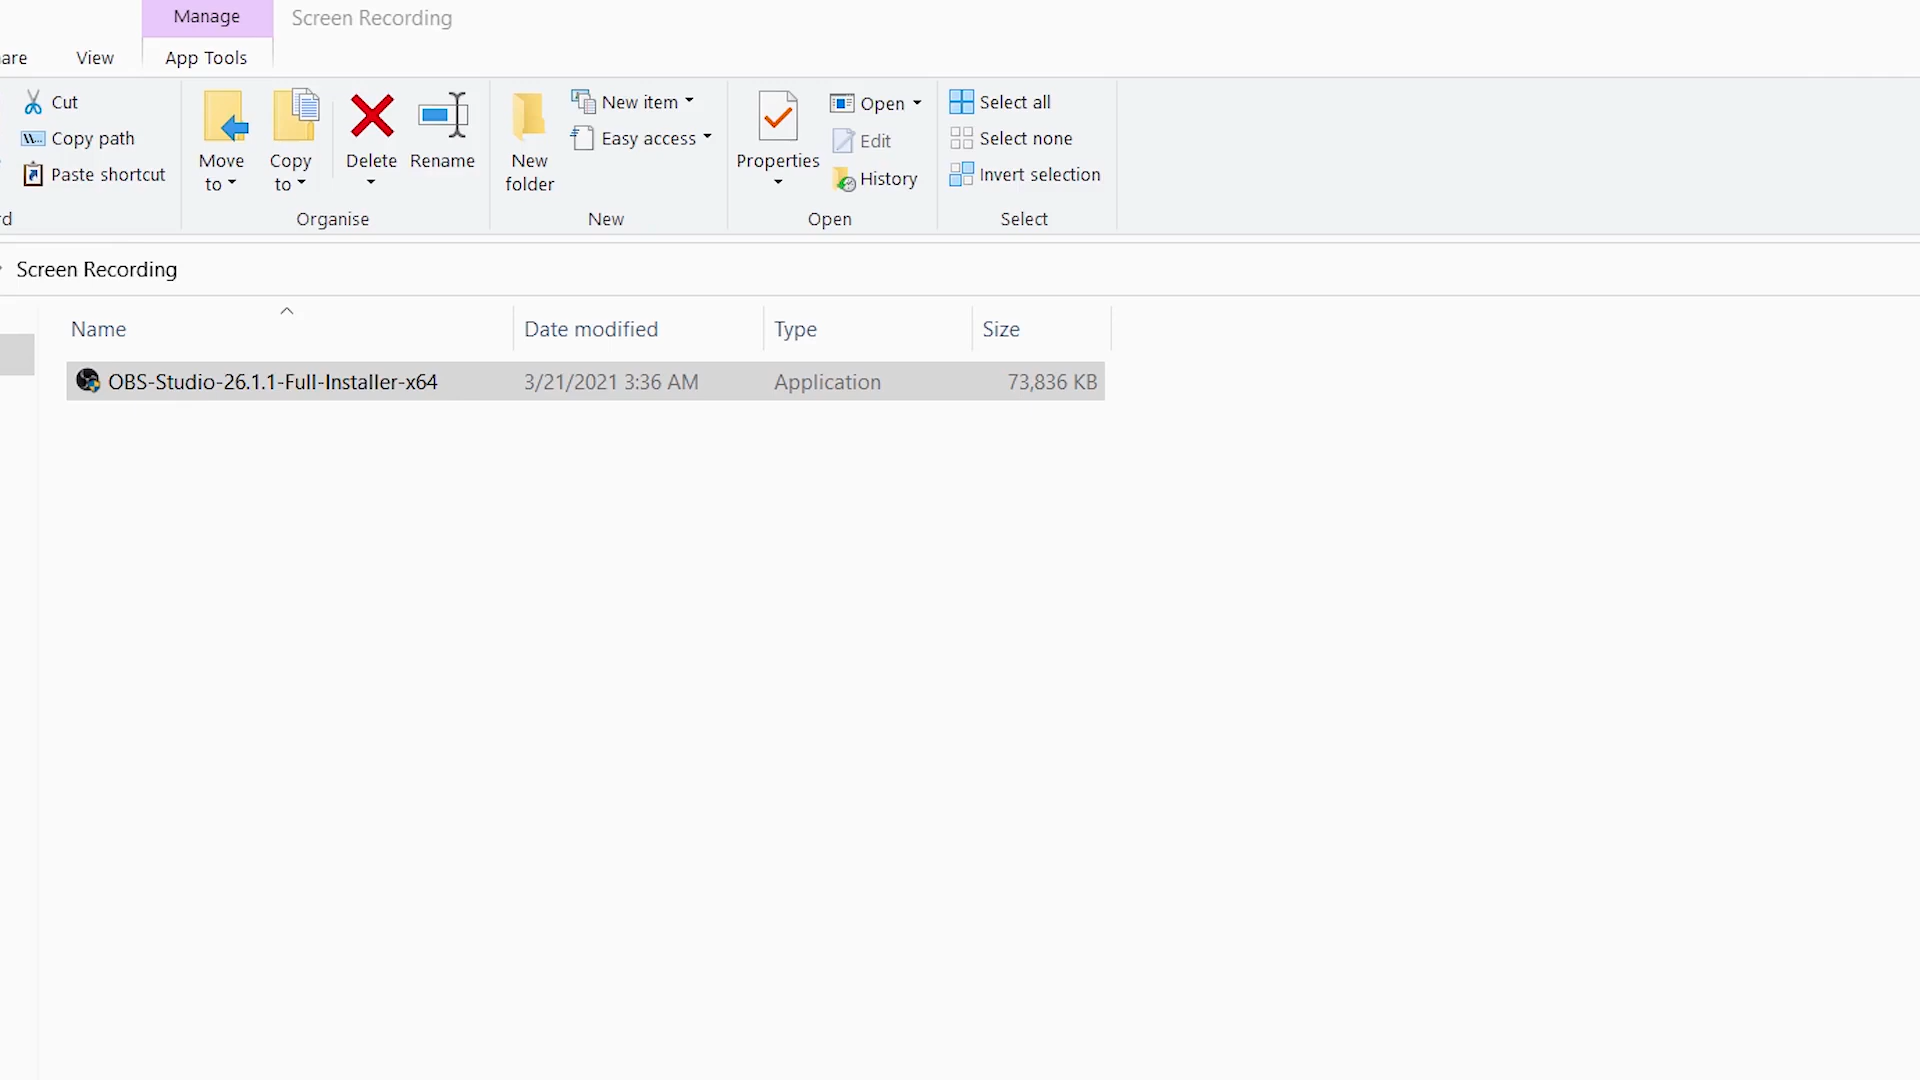 Manage
Screen Recording
are
View
App Tools
Cut
Copy path
Paste shortcut
Move to
Copy to
Delete
Rename
New folder
New item
Easy access
Properties
Open
Edit
History
Select all
Select none
Invert selection
d
Organise
New
Open
Select
Screen Recording
Name
Date modified
Type
Size
OBS-Studio-26.1.1-Full-Installer-x64
3/21/2021 3:36 AM
Application
73,836 KB